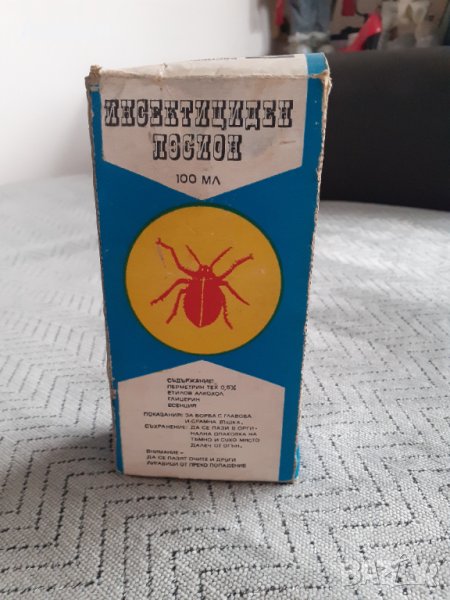 ИНСЕКТИЦИДЕН
ЛОСИОН
100 МЛ
СЪДЪРЖАНИЕ:
ПЕРМЕТРИН ТЕХ 0,5%
ЕТИЛОВ АЛКОХОЛ
ГЛИЦЕРИН
ЕСЕНЦИЯ
ПОКАЗАНИЯ: ЗА БОРБА С ГЛАВОВА
И СРАМНА ВЪШКА.
СЪХРАНЕНИЕ: ДА СЕ ПАЗИ В ОРИГИ-
НАЛНА ОПАКОВКА НА
ТЪМНО И СУХО МЯСТО
ДАЛЕЧ ОТ ОГЪН.
ВНИМАНИЕ -
ДА СЕ ПАЗЯТ ОЧИТЕ И ДРУГИ
ЛИГАВИЦИ ОТ ПРЯКО ПОПАДЕНИЕ
BAZAR